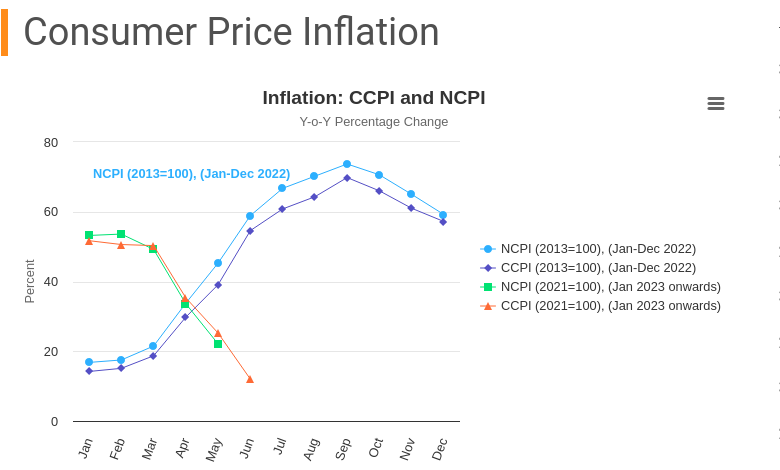 Consumer Price Inflation
Inflation: CCPI and NCPI
Y-o-Y Percentage Change
NCPI (2013=100), (Jan-Dec 2022)
Percent
80
60
40
20
0
Jan
Feb
Mar
Apr
May
Jun
Jul
Aug
Sep
Oct
Nov
Dec
NCPI (2013=100), (Jan-Dec 2022)
CCPI (2013=100), (Jan-Dec 2022)
NCPI (2021=100), (Jan 2023 onwards)
CCPI (2021=100), (Jan 2023 onwards)